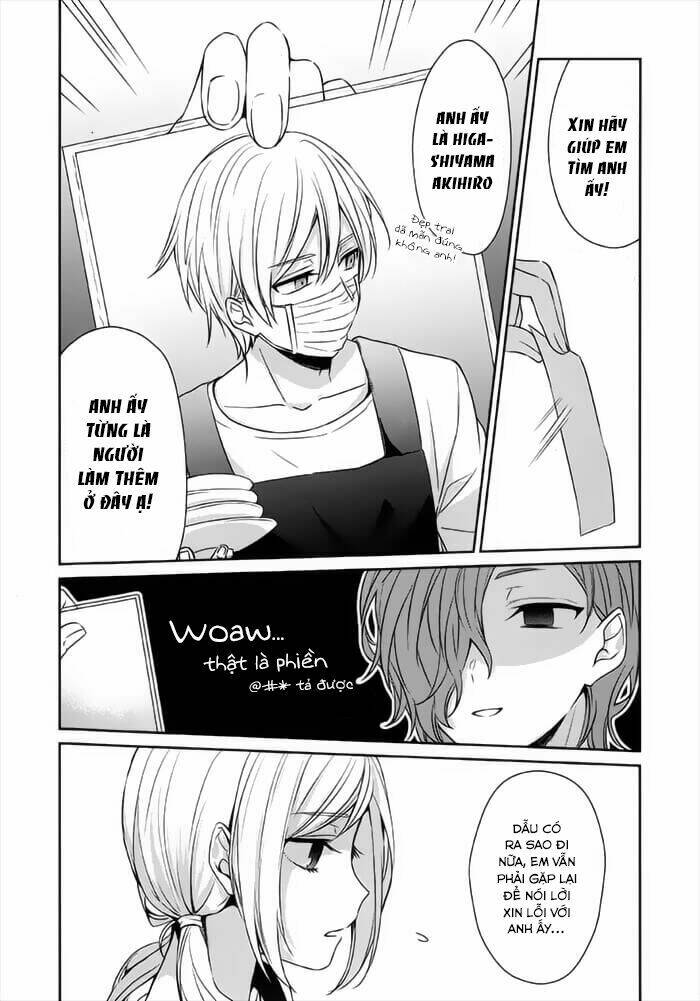 XIN HÃY
GIÚP EM
TÌM ANH
ẤY!
ANH ẤY
LÀ HIGA-
SHIYAMA
AKIHIRO
Đẹp trai
dã mãn đúng
không anh!
ANH ẤY
TỪNG LÀ
NGƯỜI
LÀM THÊM
Ở ĐÂY Ạ!
Woaw...
thật là phiền
@#* tả được
DẪU CÓ
RA SAO ĐI
NỮA, EM VẪN
PHẢI GẶP LẠI
ĐỂ NÓI LỜI
XIN LỖI VỚI
ANH ẤY...